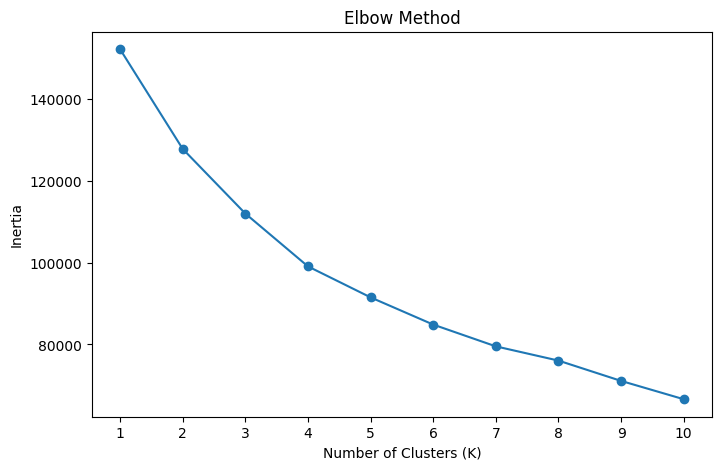 Elbow Method
140000
120000
100000
80000
Inertia
1 2 3 4 5 6 7 8 9 10
Number of Clusters (K)